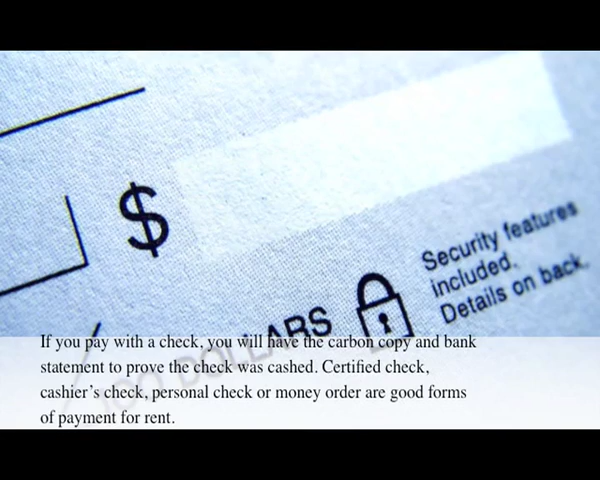 $
Security features
included.
Details on back.
DOLLARS
If you pay with a check, you will have the carbon copy and bank
statement to prove the check was cashed. Certified check,
cashier's check, personal check or money order are good forms
of payment for rent.